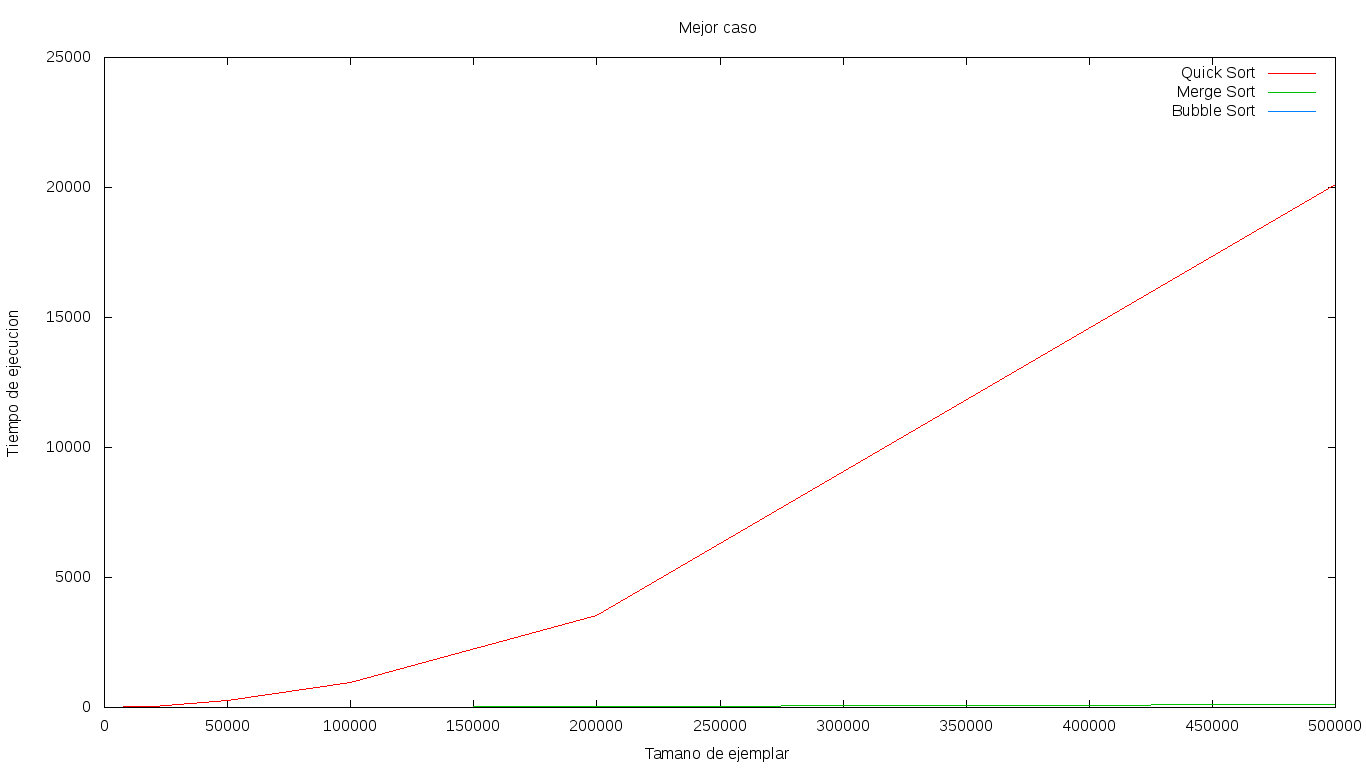 Mejor caso
25000
20000
15000
10000
5000
0
Tiempo de ejecucion
Quick Sort
Merge Sort
Bubble Sort
0 50000 100000 150000 200000 250000 300000 350000 400000 450000 500000
Tamano de ejemplar